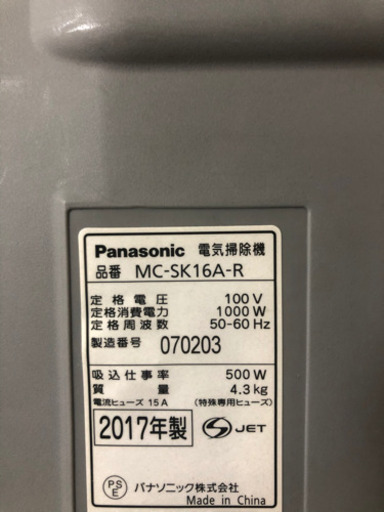 Panasonic 電気掃除機
品番 MC-SK16A-R
定格電圧 100 V
定格消費電力 1000 W
定格周波数 50-60 Hz
製造番号 070203
吸込仕事率 500 W
質量 4.3 kg
電流ヒューズ 15 A (特殊専用ヒューズ)
2017年製 S JET
PS E パナソニック株式会社
Made in China